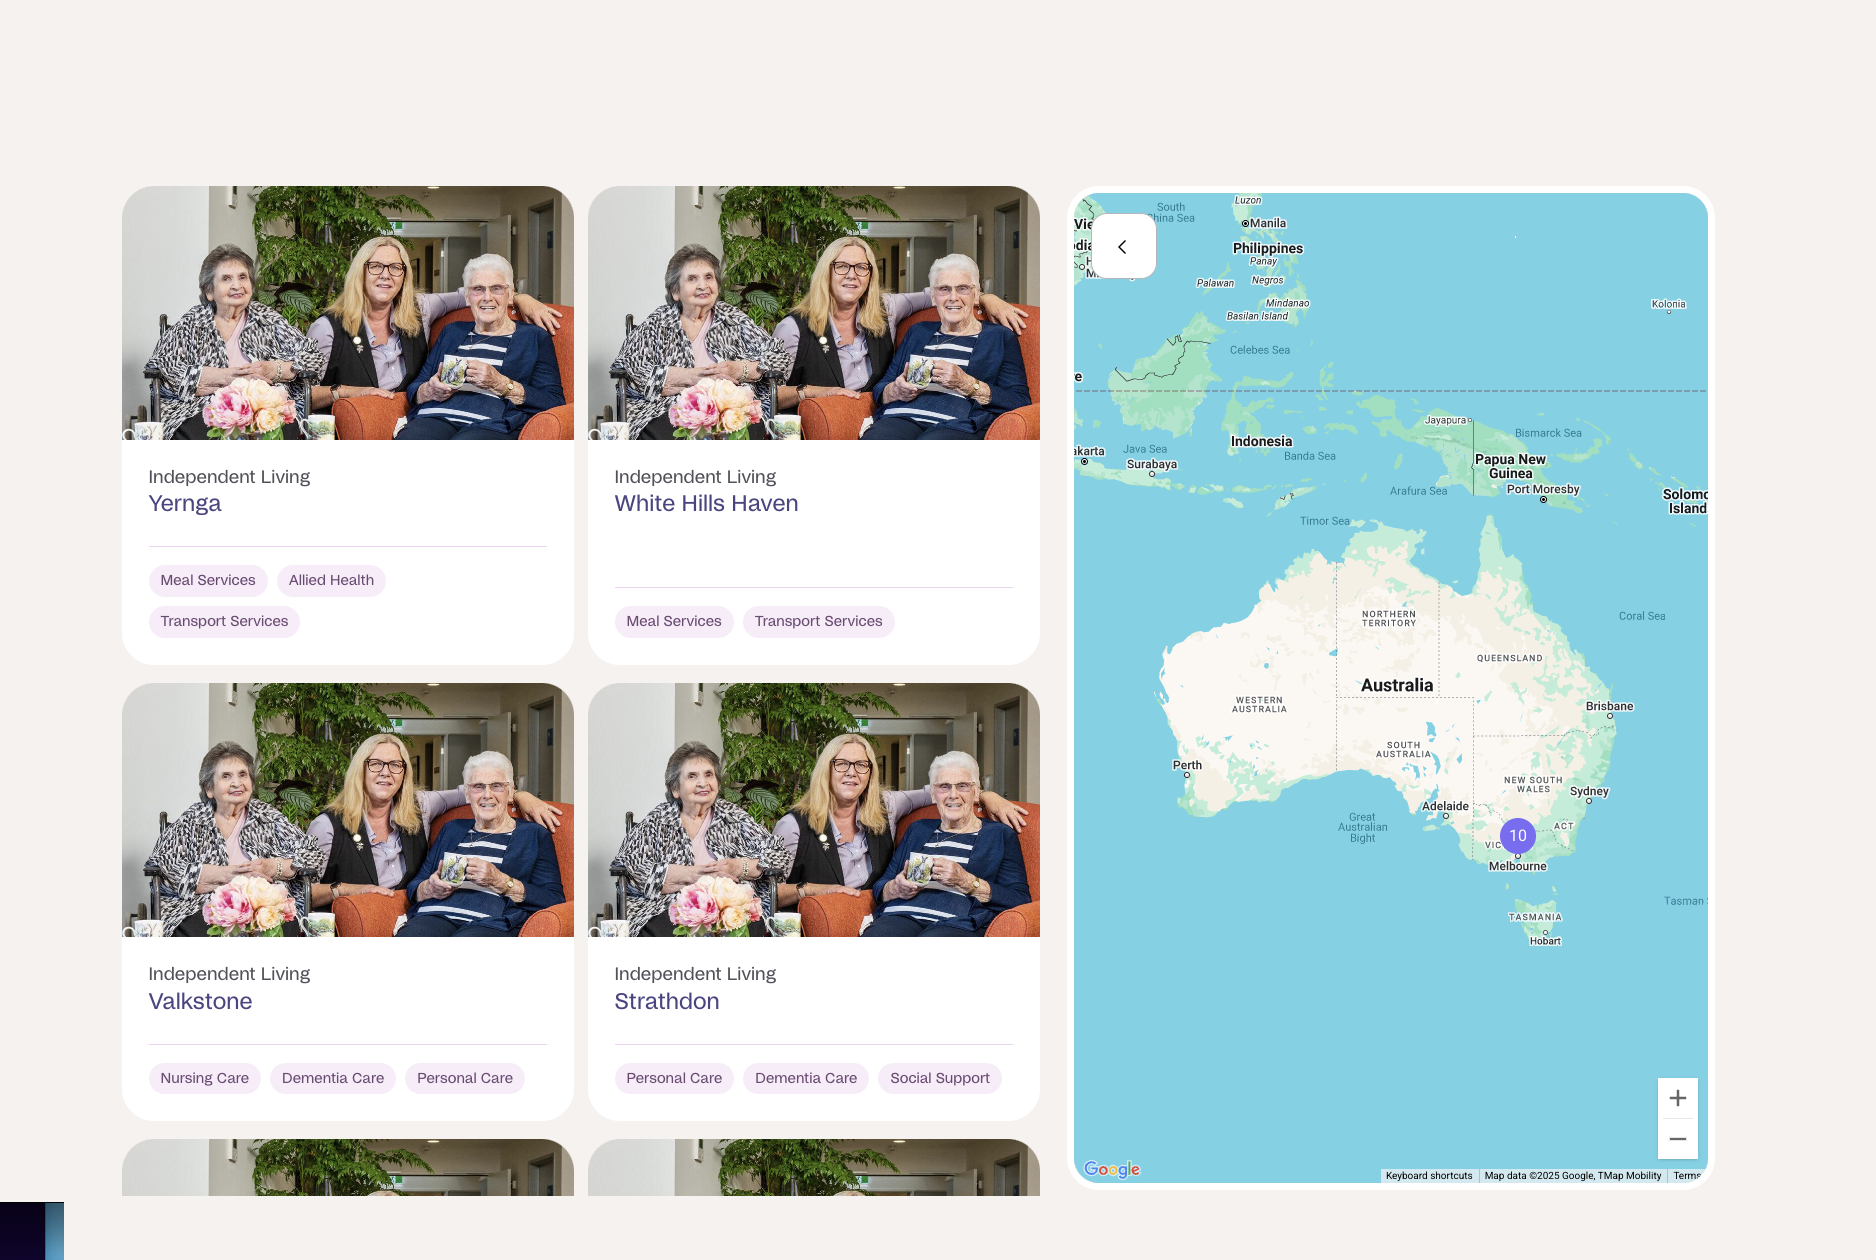 Independent Living
Yernga
Meal Services
Allied Health
Transport Services
Independent Living
White Hills Haven
Meal Services
Transport Services
Independent Living
Valkstone
Nursing Care
Dementia Care
Personal Care
Independent Living
Strathdon
Personal Care
Dementia Care
Social Support
Luzon
South
China Sea
Manila
Philippines
Panay
Palawan
Negros
Mindanao
Basilan Island
Kolonia
Celebes Sea
Jayapura
Bismarck Sea
Indonesia
Java Sea
Banda Sea
Surabaya
Papua New
Guinea
Arafura Sea
Port Moresby
Solomo
Island
Timor Sea
NORTHERN
TERRITORY
Coral Sea
QUEENSLAND
Australia
WESTERN
AUSTRALIA
Brisbane
SOUTH
AUSTRALIA
Perth
NEW SOUTH
WALES
Sydney
Adelaide
Great
Australian
Bight
ACT
10
VIC
Melbourne
Tasman
TASMANIA
Hobart
Google
Keyboard shortcuts
Map data ©2025 Google, TMap Mobility
Terms